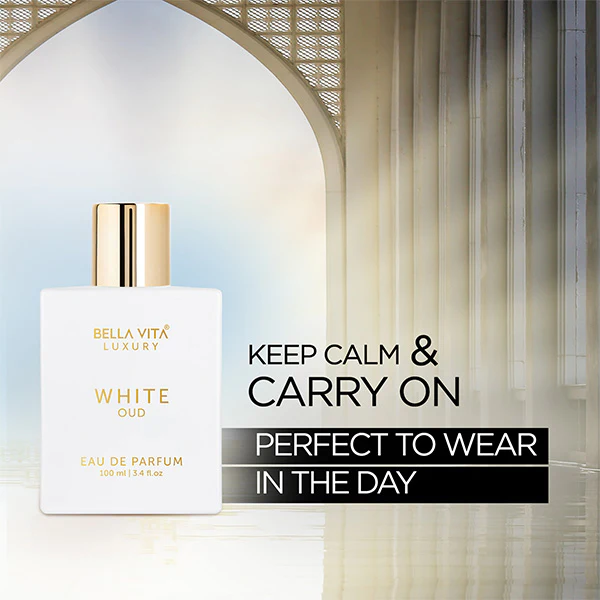 BELLA VITA®
LUXURY
WHITE
OUD
EAU DE PARFUM
100 ml | 3.4 fl.oz
KEEP CALM &
CARRY ON
PERFECT TO WEAR
IN THE DAY